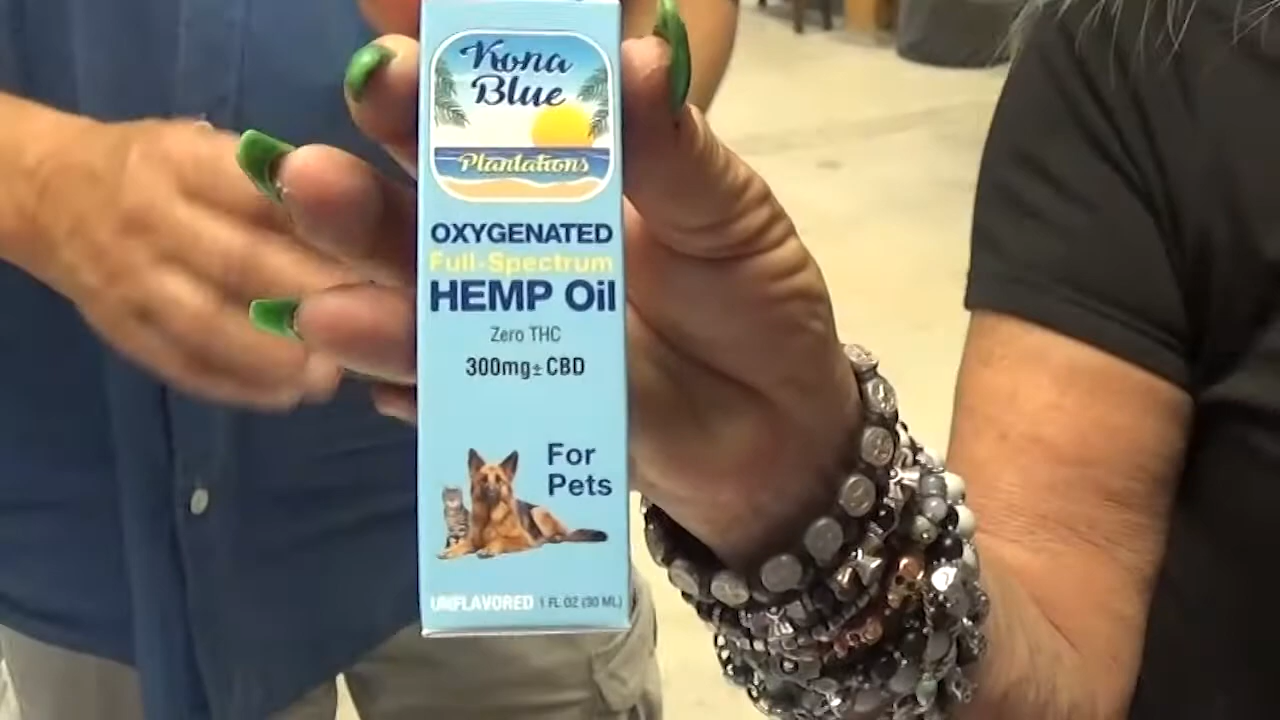 Kona
Blue
Plantations
OXYGENATED
Full-Spectrum
HEMP Oil
Zero THC
300mg± CBD
For
Pets
UNFLAVORED 1 FL OZ (30 ML)